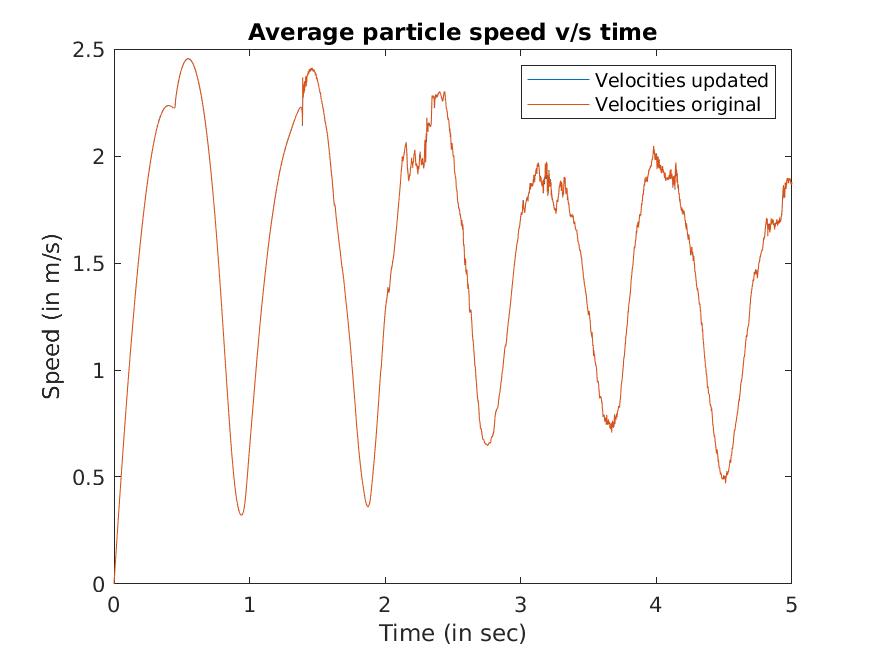 Average particle speed v/s time
2.5
2
1.5
1
0.5
0
Speed (in m/s)
Velocities updated
Velocities original
0 1 2 3 4 5
Time (in sec)